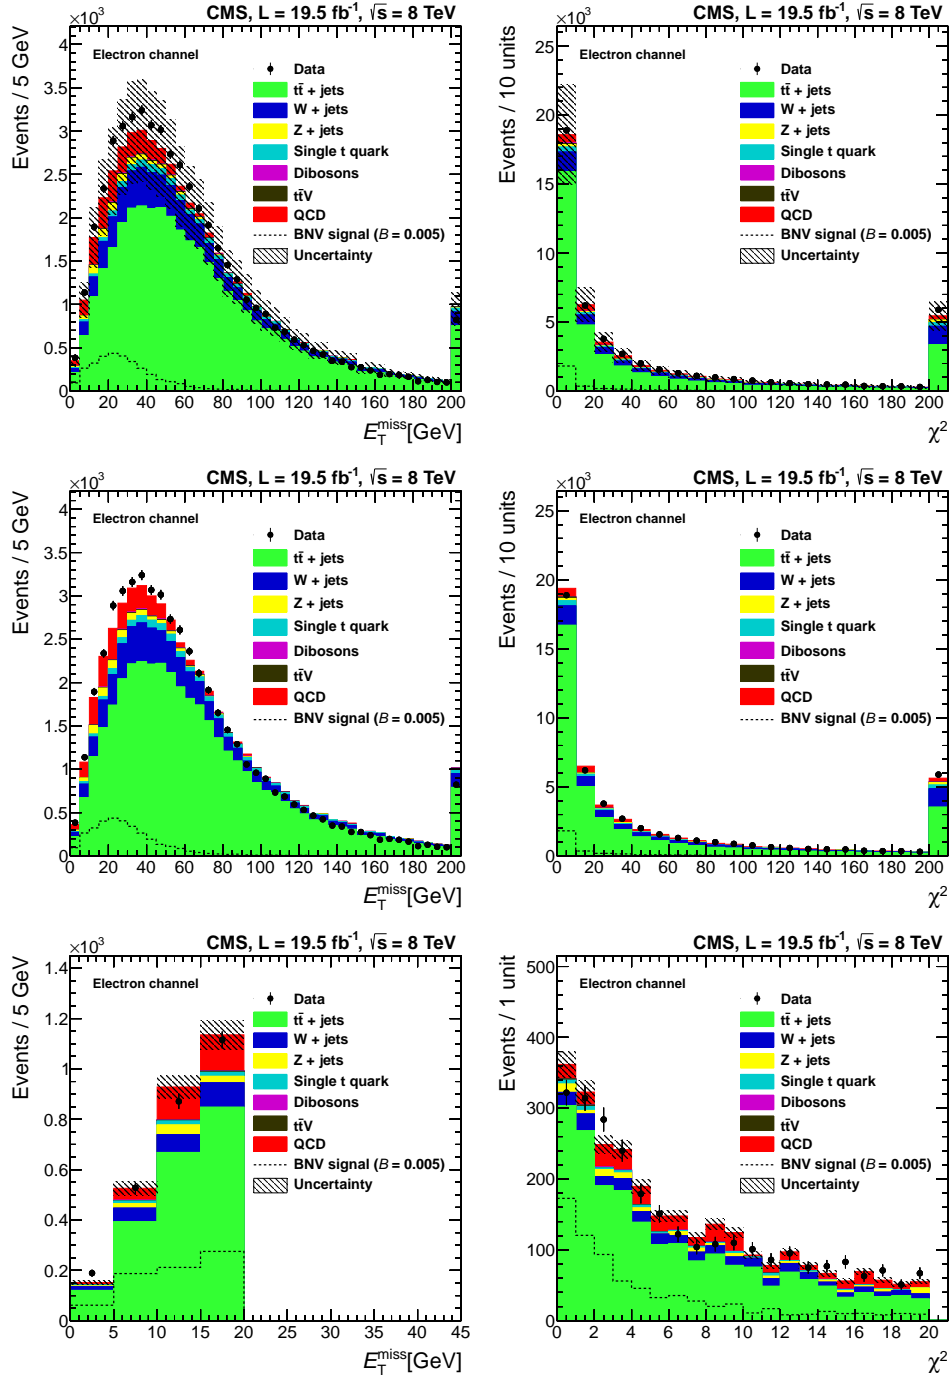 CMS, L = 19.5 fb⁻¹, √s = 8 TeV
×10³
Electron channel
Events / 5 GeV
Data
tt̄ + jets
W + jets
Z + jets
Single t quark
Dibosons
tt̄V
QCD
BNV signal (B = 0.005)
Uncertainty
4
3.5
3
2.5
2
1.5
1
0.5
0
0 20 40 60 80 100 120 140 160 180 200
E_T^miss[GeV]
CMS, L = 19.5 fb⁻¹, √s = 8 TeV
×10³
Electron channel
Events / 10 units
Data
tt̄ + jets
W + jets
Z + jets
Single t quark
Dibosons
tt̄V
QCD
BNV signal (B = 0.005)
Uncertainty
25
20
15
10
5
0
0 20 40 60 80 100 120 140 160 180 200
χ²
CMS, L = 19.5 fb⁻¹, √s = 8 TeV
×10³
Electron channel
Events / 5 GeV
Data
tt̄ + jets
W + jets
Z + jets
Single t quark
Dibosons
tt̄V
QCD
BNV signal (B = 0.005)
4
3.5
3
2.5
2
1.5
1
0.5
0
0 20 40 60 80 100 120 140 160 180 200
E_T^miss[GeV]
CMS, L = 19.5 fb⁻¹, √s = 8 TeV
×10³
Electron channel
Events / 10 units
Data
tt̄ + jets
W + jets
Z + jets
Single t quark
Dibosons
tt̄V
QCD
BNV signal (B = 0.005)
25
20
15
10
5
0
0 20 40 60 80 100 120 140 160 180 200
χ²
CMS, L = 19.5 fb⁻¹, √s = 8 TeV
×10³
Electron channel
Events / 5 GeV
Data
tt̄ + jets
W + jets
Z + jets
Single t quark
Dibosons
tt̄V
QCD
BNV signal (B = 0.005)
Uncertainty
1.4
1.2
1
0.8
0.6
0.4
0.2
0
0 5 10 15 20 25 30 35 40 45
E_T^miss[GeV]
CMS, L = 19.5 fb⁻¹, √s = 8 TeV
Electron channel
Events / 1 unit
Data
tt̄ + jets
W + jets
Z + jets
Single t quark
Dibosons
tt̄V
QCD
BNV signal (B = 0.005)
Uncertainty
500
400
300
200
100
0
0 2 4 6 8 10 12 14 16 18 20
χ²